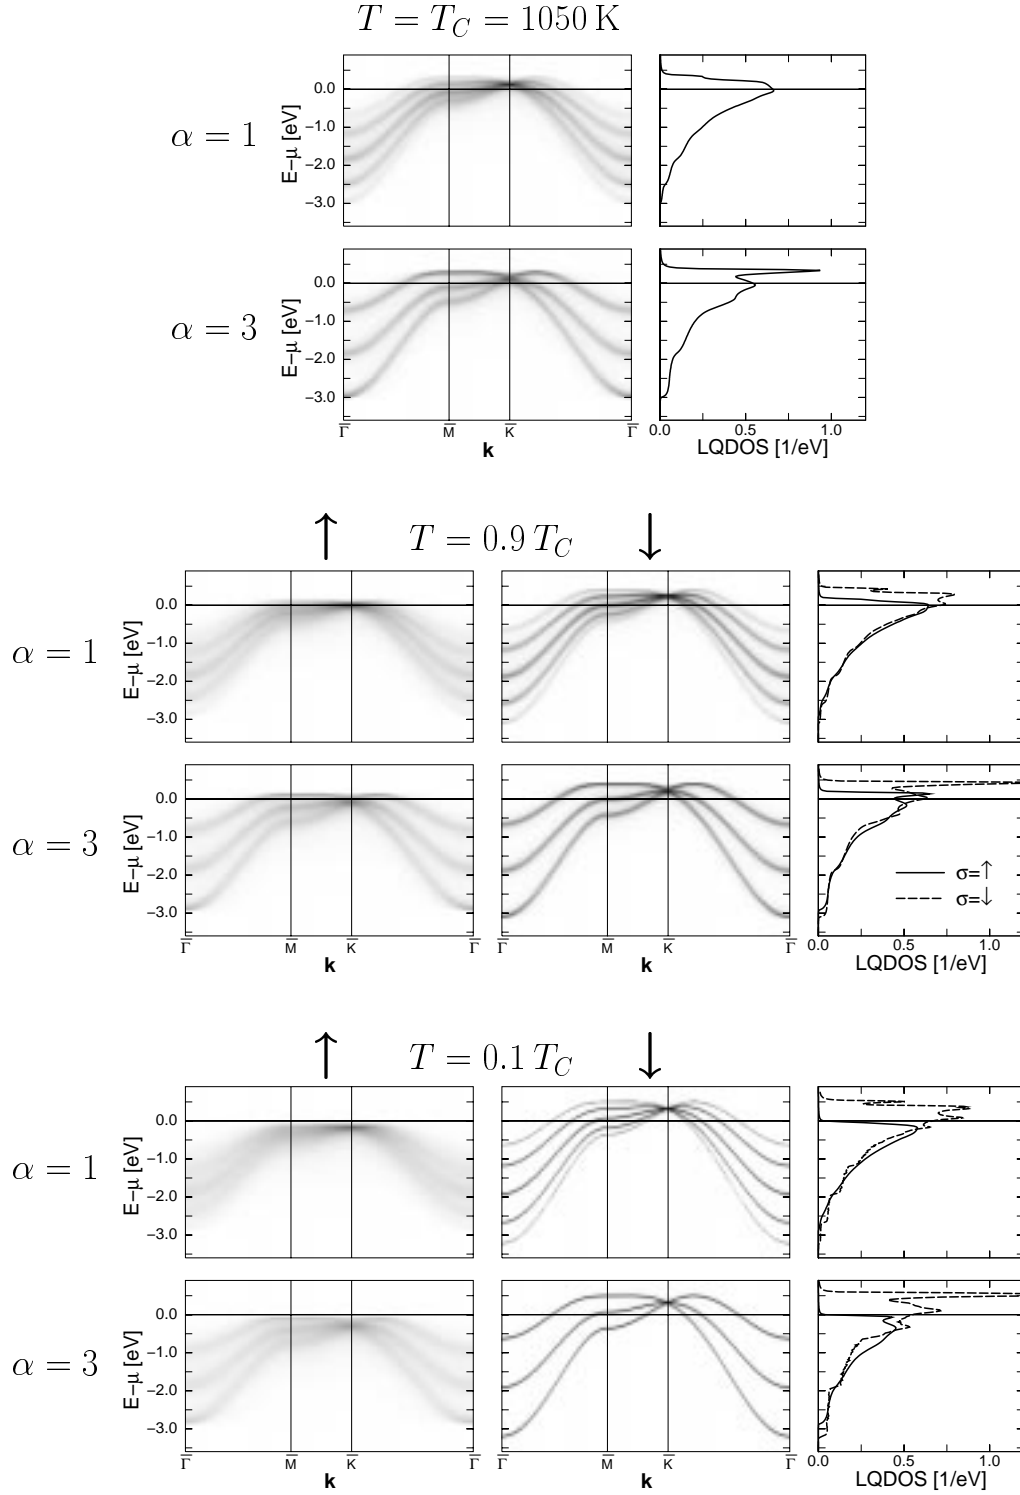 T = T_C = 1050 K
α = 1
E−μ [eV]
0.0
−1.0
−2.0
−3.0
α = 3
E−μ [eV]
0.0
−1.0
−2.0
−3.0
Γ̅ M̅ K̅ Γ̅
k
0.0 0.5 1.0
LQDOS [1/eV]
↑ T = 0.9 T_C ↓
α = 1
E−μ [eV]
0.0
−1.0
−2.0
−3.0
α = 3
E−μ [eV]
0.0
−1.0
−2.0
−3.0
σ=↑
σ=↓
Γ̅ M̅ K̅ Γ̅ Γ̅ M̅ K̅ Γ̅
k k
0.0 0.5 1.0
LQDOS [1/eV]
↑ T = 0.1 T_C ↓
α = 1
E−μ [eV]
0.0
−1.0
−2.0
−3.0
α = 3
E−μ [eV]
0.0
−1.0
−2.0
−3.0
Γ̅ M̅ K̅ Γ̅ Γ̅ M̅ K̅ Γ̅
k k
0.0 0.5 1.0
LQDOS [1/eV]